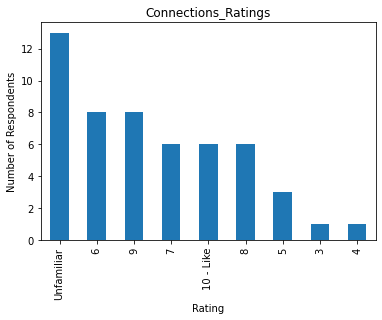 Connections_Ratings
Number of Respondents
12
10
8
6
4
2
0
Unfamiliar
6
9
7
10 - Like
8
5
3
4
Rating